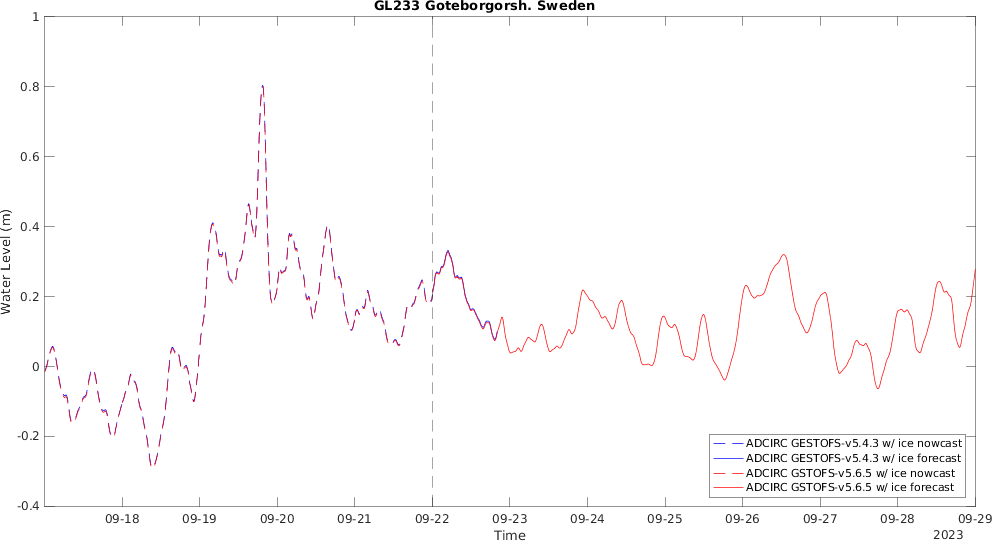 GL233 Goteborgorsh. Sweden
Water Level (m)
1
0.8
0.6
0.4
0.2
0
-0.2
-0.4
09-18 09-19 09-20 09-21 09-22 09-23 09-24 09-25 09-26 09-27 09-28 09-29
Time
2023
ADCIRC GESTOFS-v5.4.3 w/ ice nowcast
ADCIRC GESTOFS-v5.4.3 w/ ice forecast
ADCIRC GSTOFS-v5.6.5 w/ ice nowcast
ADCIRC GSTOFS-v5.6.5 w/ ice forecast